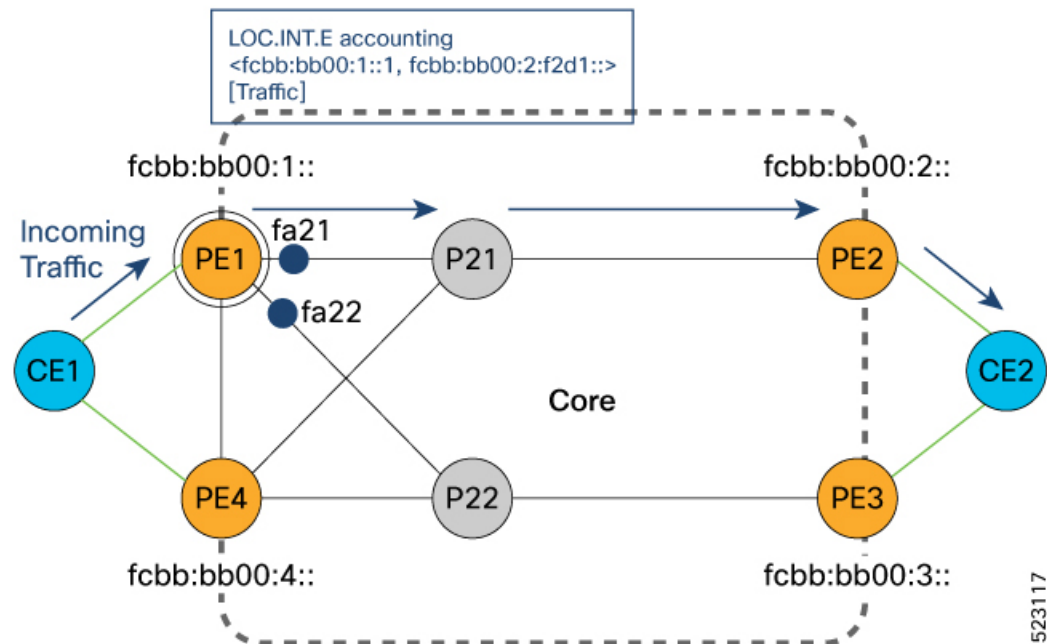 LOC.INT.E accounting
<fcbb:bb00:1::1, fcbb:bb00:2:f2d1::>
[Traffic]
fcbb:bb00:1::
fcbb:bb00:2::
Incoming
Traffic
PE1
fa21
P21
PE2
fa22
CE1
CE2
Core
PE4
P22
PE3
fcbb:bb00:4::
fcbb:bb00:3::
523117